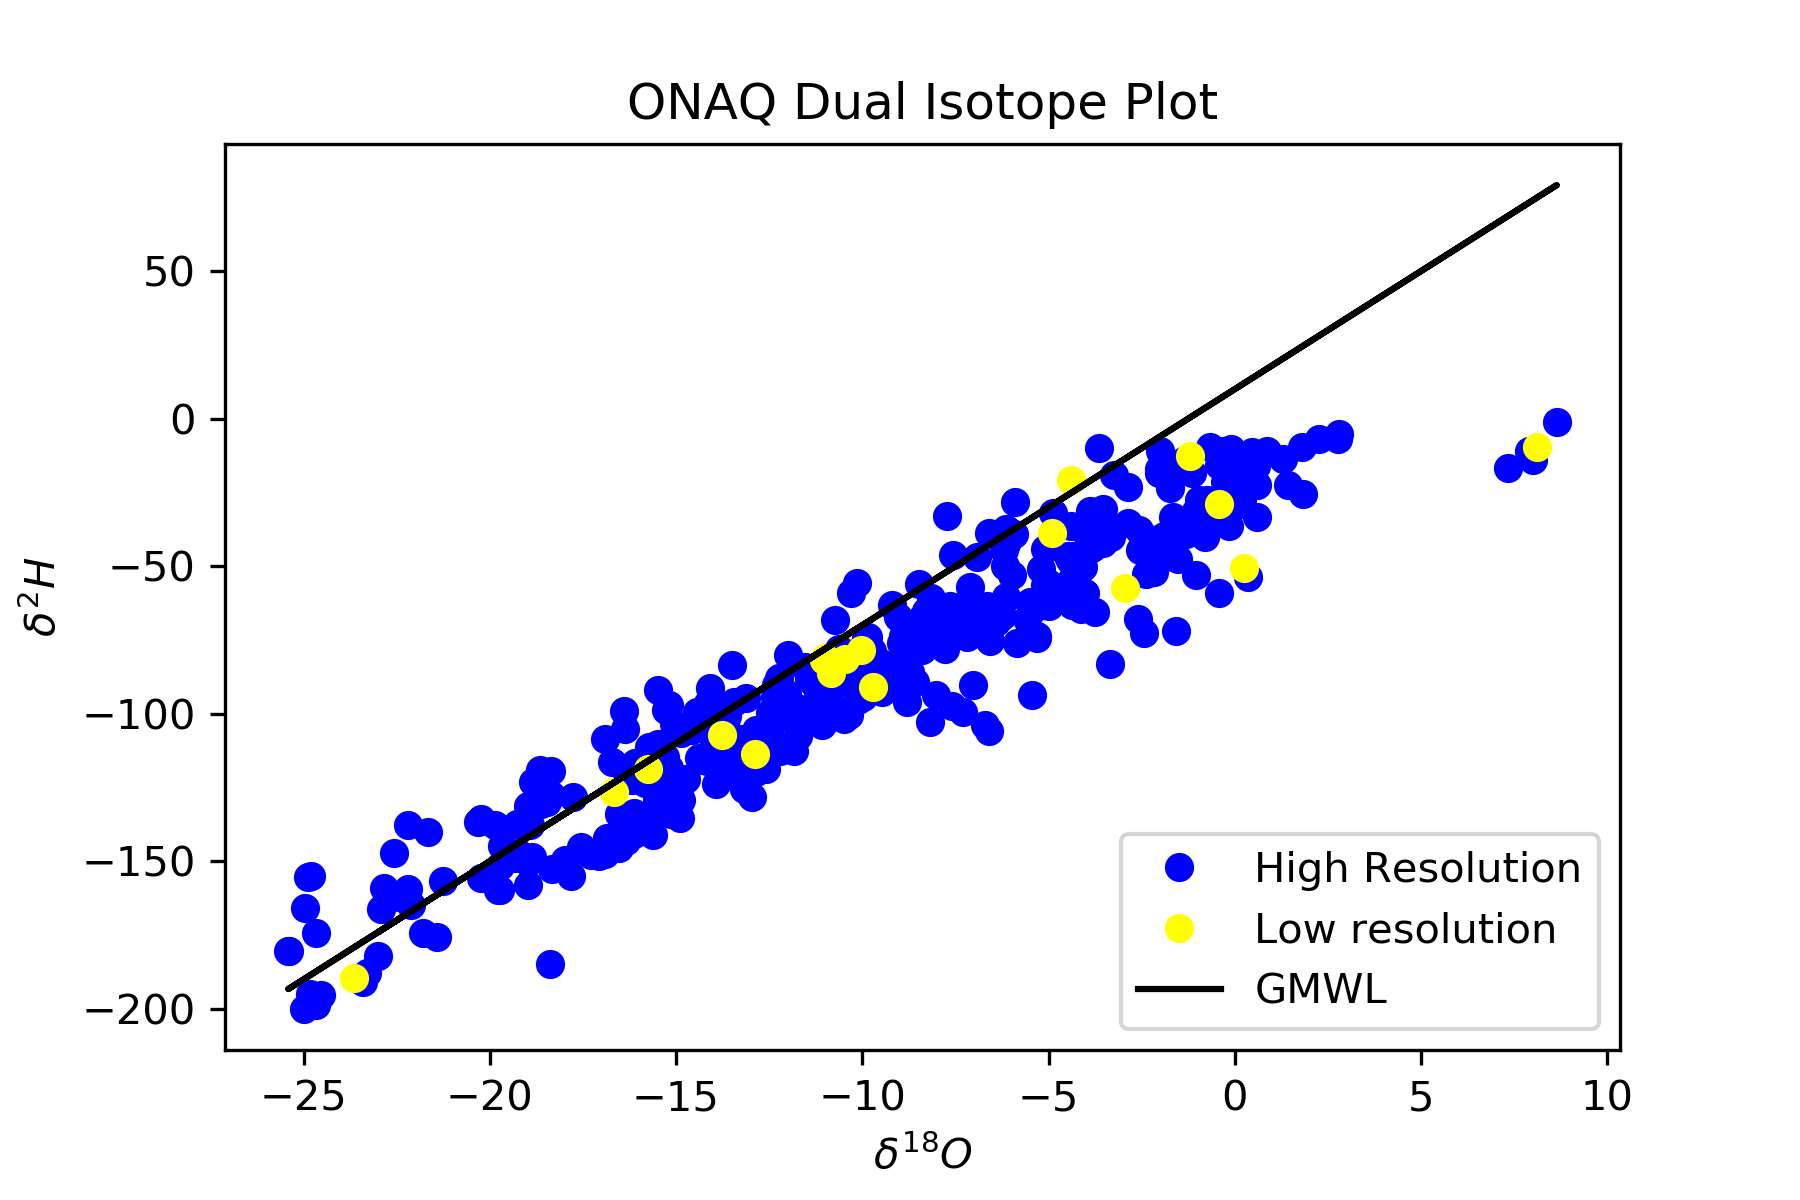 ONAQ Dual Isotope Plot
50
0
−50
−100
−150
−200
δ²H
High Resolution
Low resolution
GMWL
−25 −20 −15 −10 −5 0 5 10
δ¹⁸O